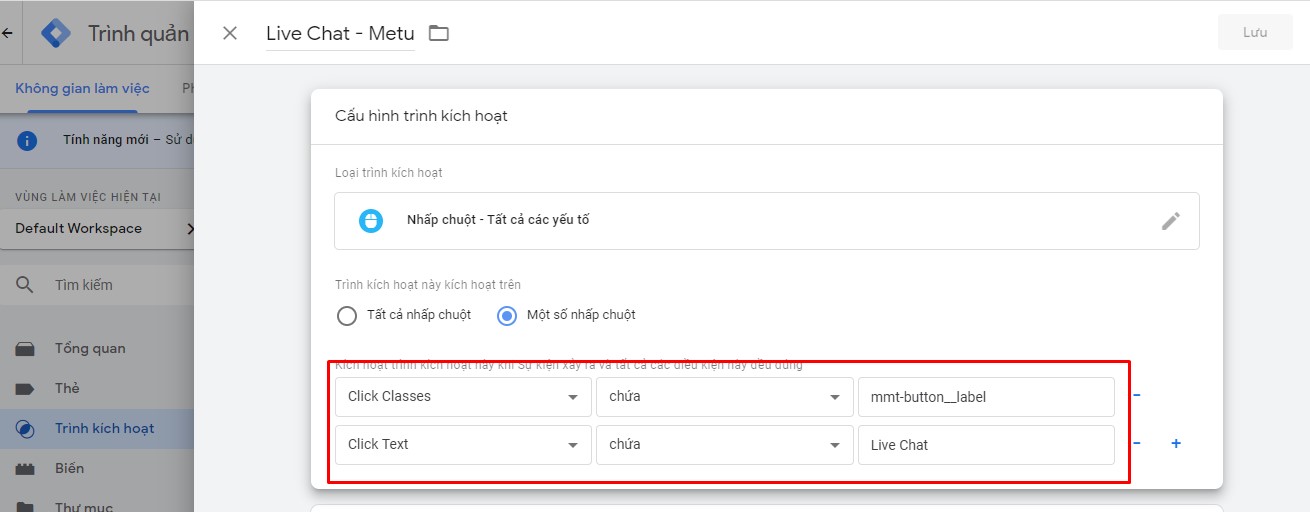 Trình quản
Live Chat - Metu
Lưu
Không gian làm việc
Tính năng mới – Sử
VÙNG LÀM VIỆC HIỆN TẠI
Default Workspace
Tìm kiếm
Tổng quan
Thẻ
Trình kích hoạt
Biến
Thư mục
Cấu hình trình kích hoạt
Loại trình kích hoạt
Nhấp chuột - Tất cả các yếu tố
Trình kích hoạt này kích hoạt trên
Tất cả nhấp chuột
Một số nhấp chuột
Kích hoạt trình kích hoạt này khi Sự kiện xảy ra và tất cả các điều kiện này đều đúng
Click Classes chứa mmt-button__label -
Click Text chứa Live Chat - +